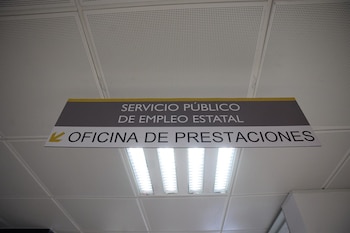 SERVICIO PÚBLICO
DE EMPLEO ESTATAL
OFICINA DE PRESTACIONES